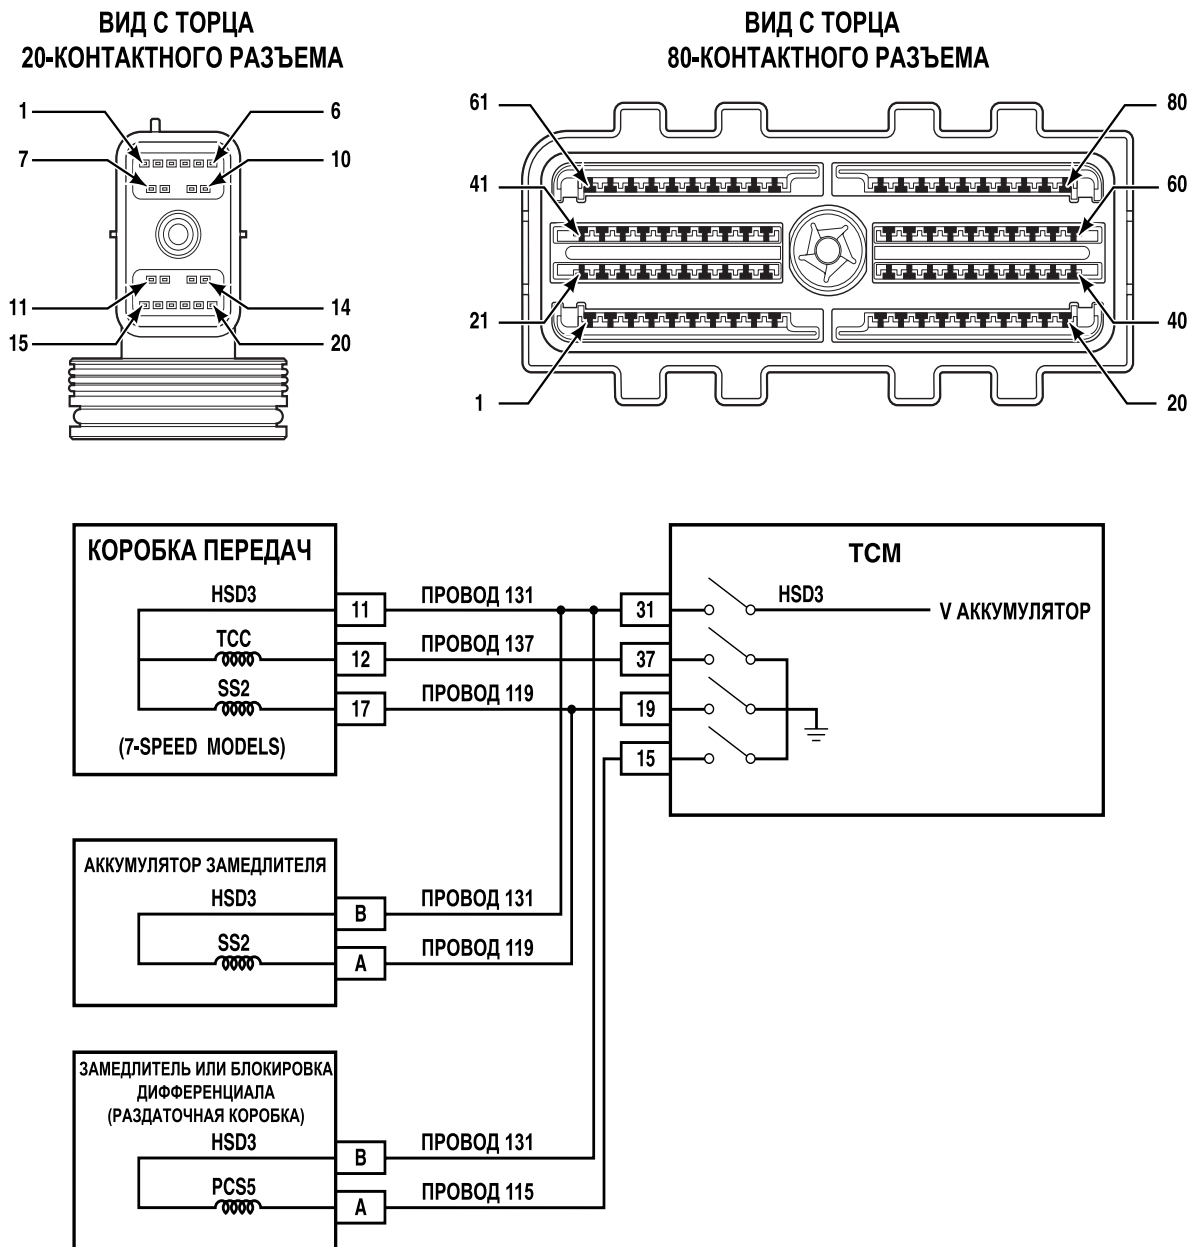 ВИД С ТОРЦА
20-КОНТАКТНОГО РАЗЪЕМА
ВИД С ТОРЦА
80-КОНТАКТНОГО РАЗЪЕМА
1
6
7
10
11
14
15
20
61
80
41
60
21
40
1
20
КОРОБКА ПЕРЕДАЧ
HSD3
11
ПРОВОД 131
TCC
12
ПРОВОД 137
SS2
17
ПРОВОД 119
(7-SPEED MODELS)
TCM
31
HSD3
V АККУМУЛЯТОР
37
19
15
АККУМУЛЯТОР ЗАМЕДЛИТЕЛЯ
HSD3
B
ПРОВОД 131
SS2
A
ПРОВОД 119
ЗАМЕДЛИТЕЛЬ ИЛИ БЛОКИРОВКА
ДИФФЕРЕНЦИАЛА
(РАЗДАТОЧНАЯ КОРОБКА)
HSD3
B
ПРОВОД 131
PCS5
A
ПРОВОД 115